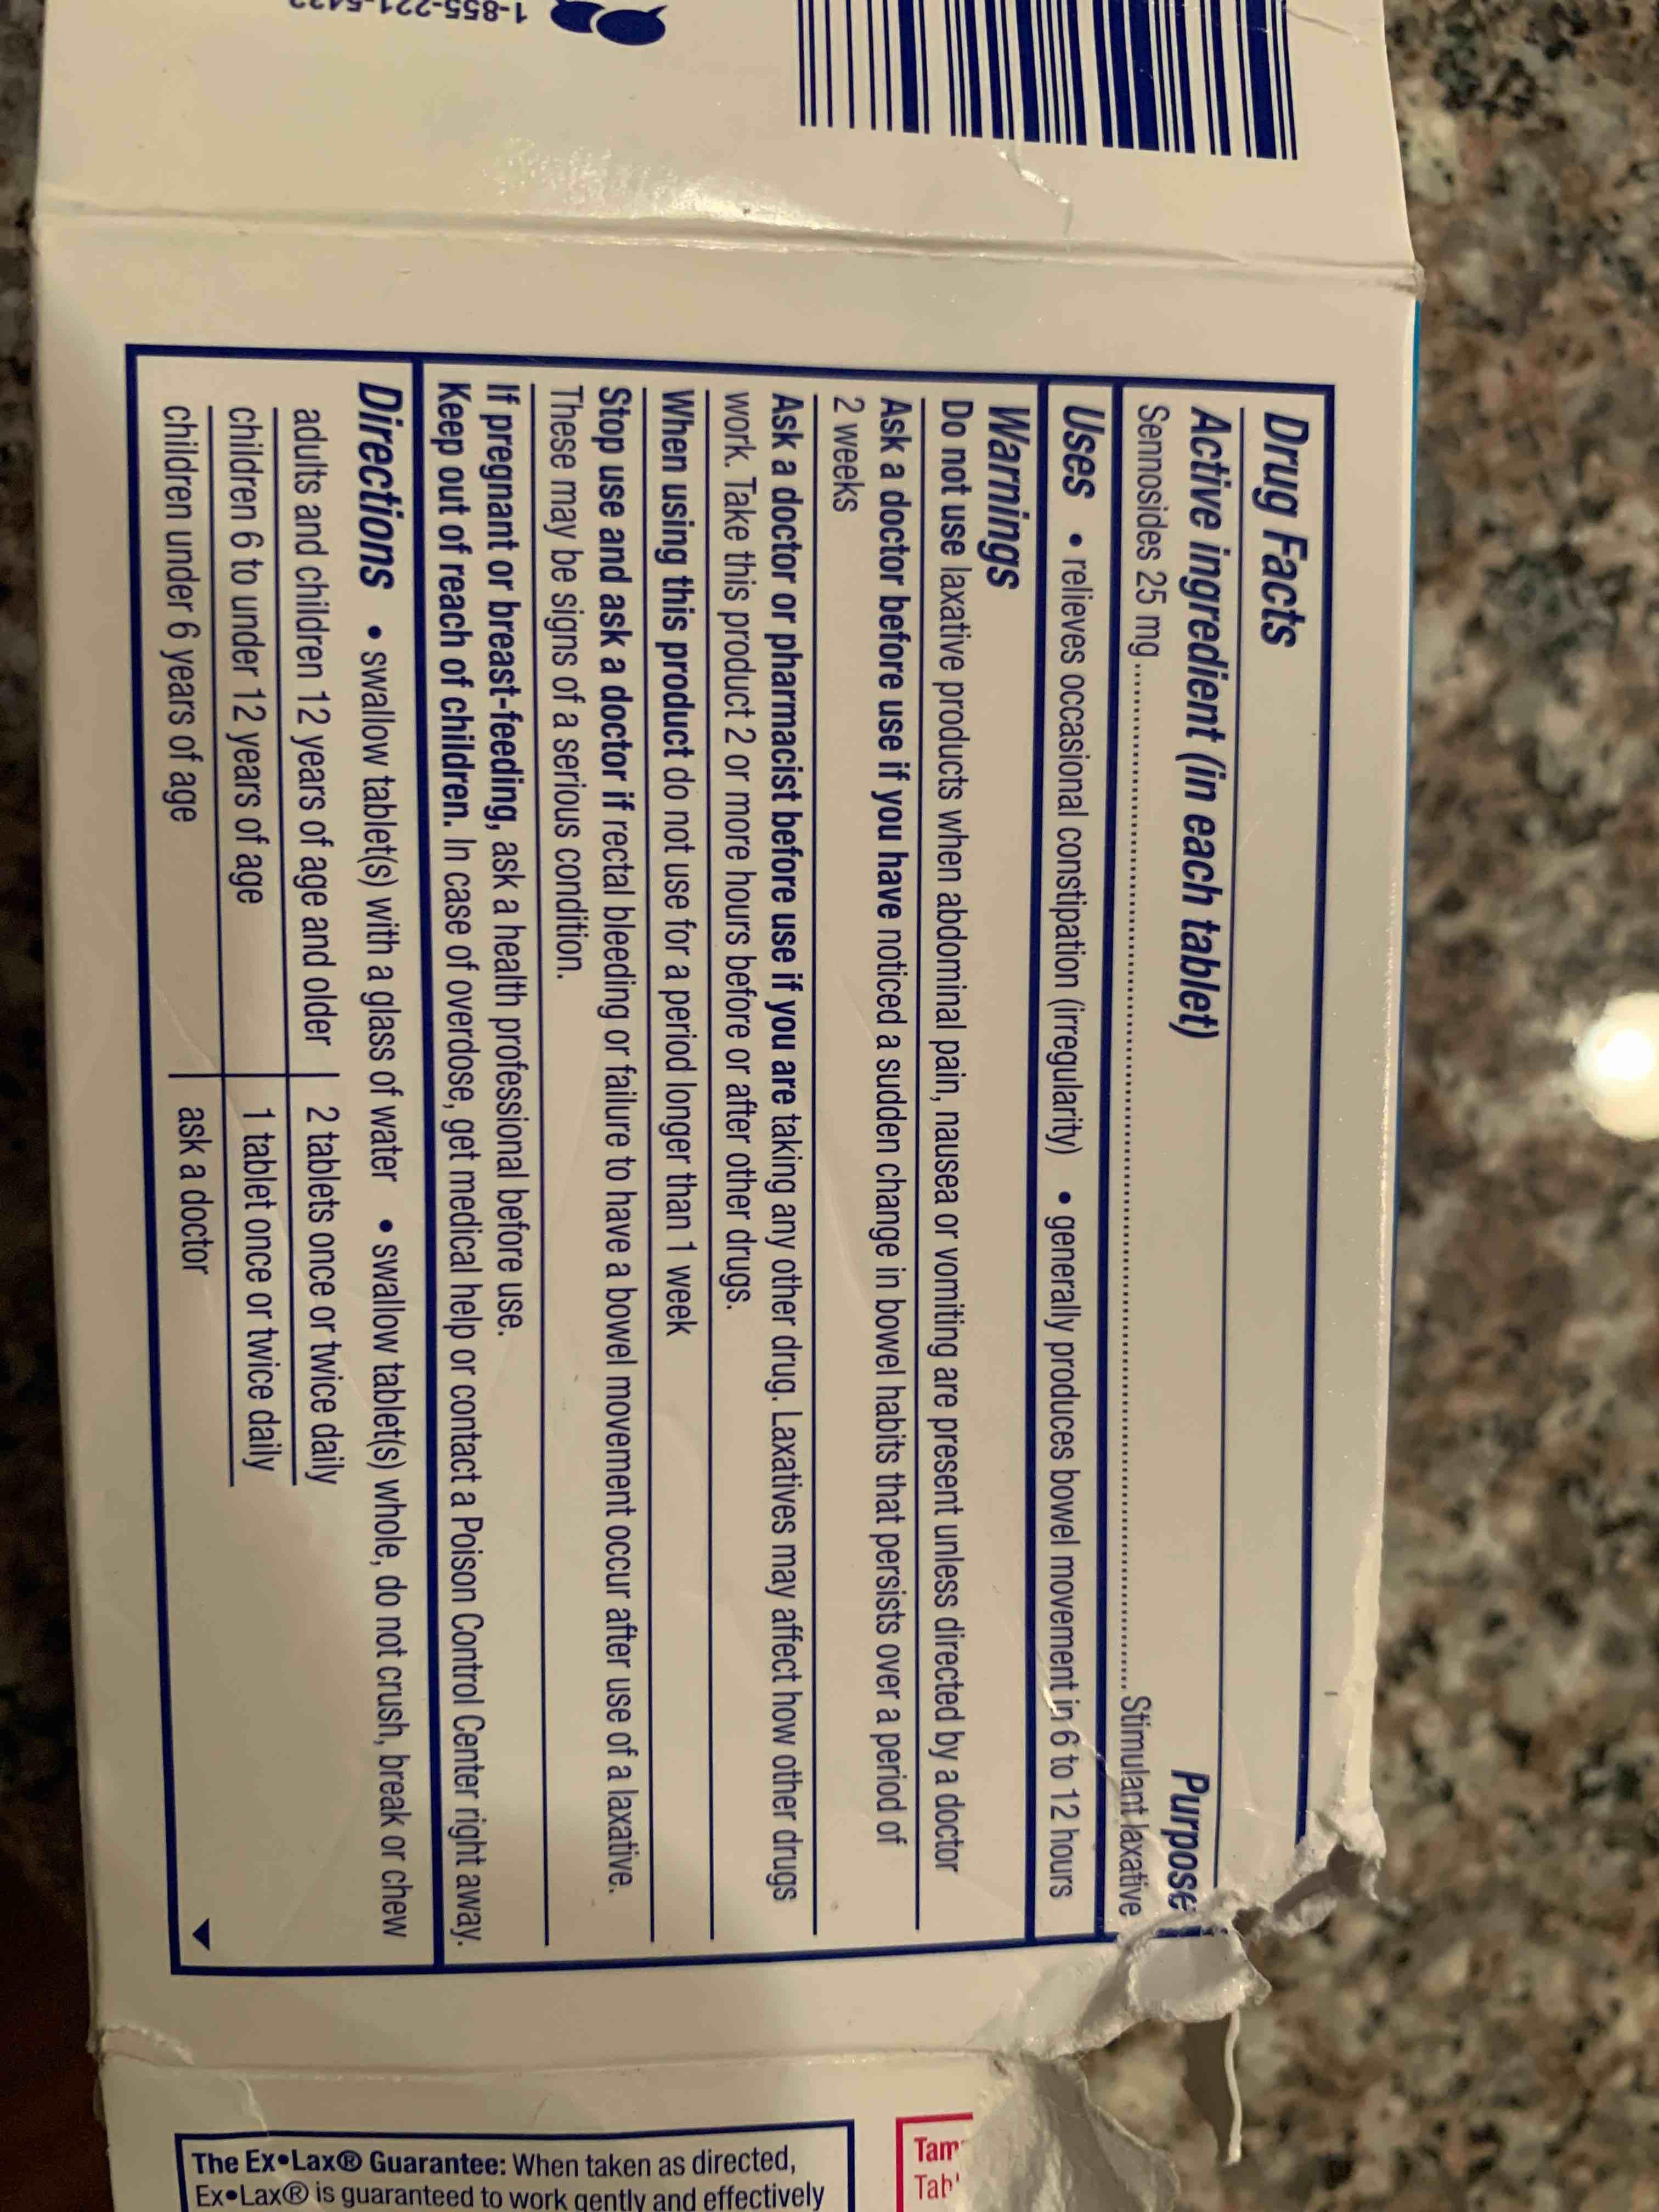 Drug Facts
Active ingredient (in each tablet) Purpose
Sennosides 25 mg Stimulant laxative
Uses • relieves occasional constipation (irregularity) • generally produces bowel movement in 6 to 12 hours
Warnings
Do not use laxative products when abdominal pain, nausea or vomiting are present unless directed by a doctor
Ask a doctor before use if you have noticed a sudden change in bowel habits that persists over a period of
2 weeks
Ask a doctor or pharmacist before use if you are taking any other drug. Laxatives may affect how other drugs
work. Take this product 2 or more hours before or after other drugs.
When using this product do not use for a period longer than 1 week
Stop use and ask a doctor if rectal bleeding or failure to have a bowel movement occur after use of a laxative.
These may be signs of a serious condition.
If pregnant or breast-feeding, ask a health professional before use.
Keep out of reach of children. In case of overdose, get medical help or contact a Poison Control Center right away.
Directions • swallow tablet(s) with a glass of water • swallow tablet(s) whole, do not crush, break or chew
adults and children 12 years of age and older 2 tablets once or twice daily
children 6 to under 12 years of age 1 tablet once or twice daily
children under 6 years of age ask a doctor
The Ex•Lax® Guarantee: When taken as directed,
Ex•Lax® is guaranteed to work gently and effectively